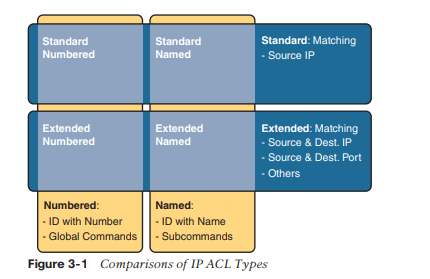 Standard
Numbered
Standard
Named
Standard: Matching
- Source IP
Extended
Numbered
Extended
Named
Extended: Matching
- Source & Dest. IP
- Source & Dest. Port
- Others
Numbered:
- ID with Number
- Global Commands
Named:
- ID with Name
- Subcommands
Figure 3-1 Comparisons of IP ACL Types